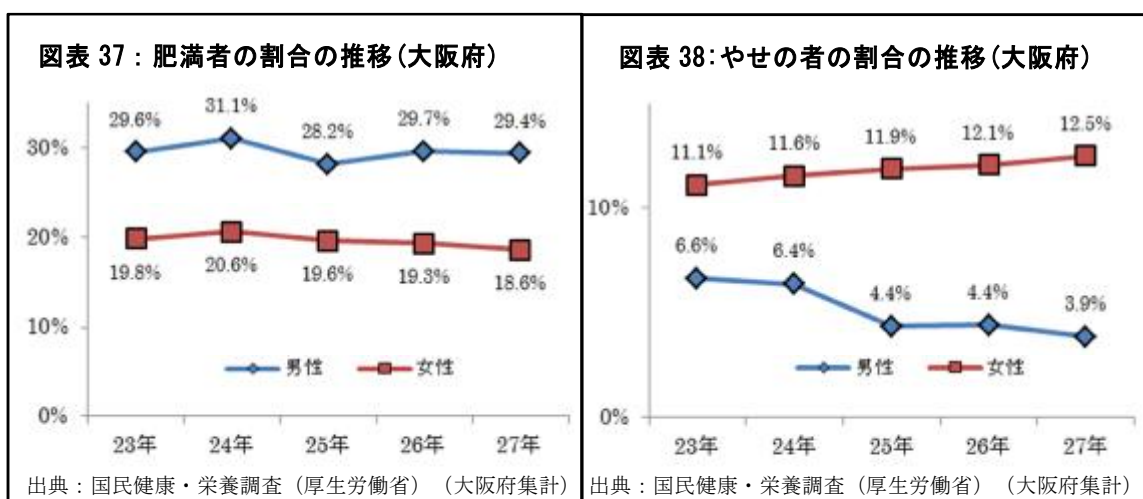 図表 37：肥満者の割合の推移(大阪府)
29.6%
31.1%
28.2%
29.7%
29.4%
30%
20%
19.8%
20.6%
19.6%
19.3%
18.6%
10%
男性
女性
0%
23年
24年
25年
26年
27年
出典：国民健康・栄養調査（厚生労働省）（大阪府集計）
図表 38:やせの者の割合の推移(大阪府)
11.1%
11.6%
11.9%
12.1%
12.5%
10%
6.6%
6.4%
4.4%
4.4%
3.9%
男性
女性
0%
23年
24年
25年
26年
27年
出典：国民健康・栄養調査（厚生労働省）（大阪府集計）